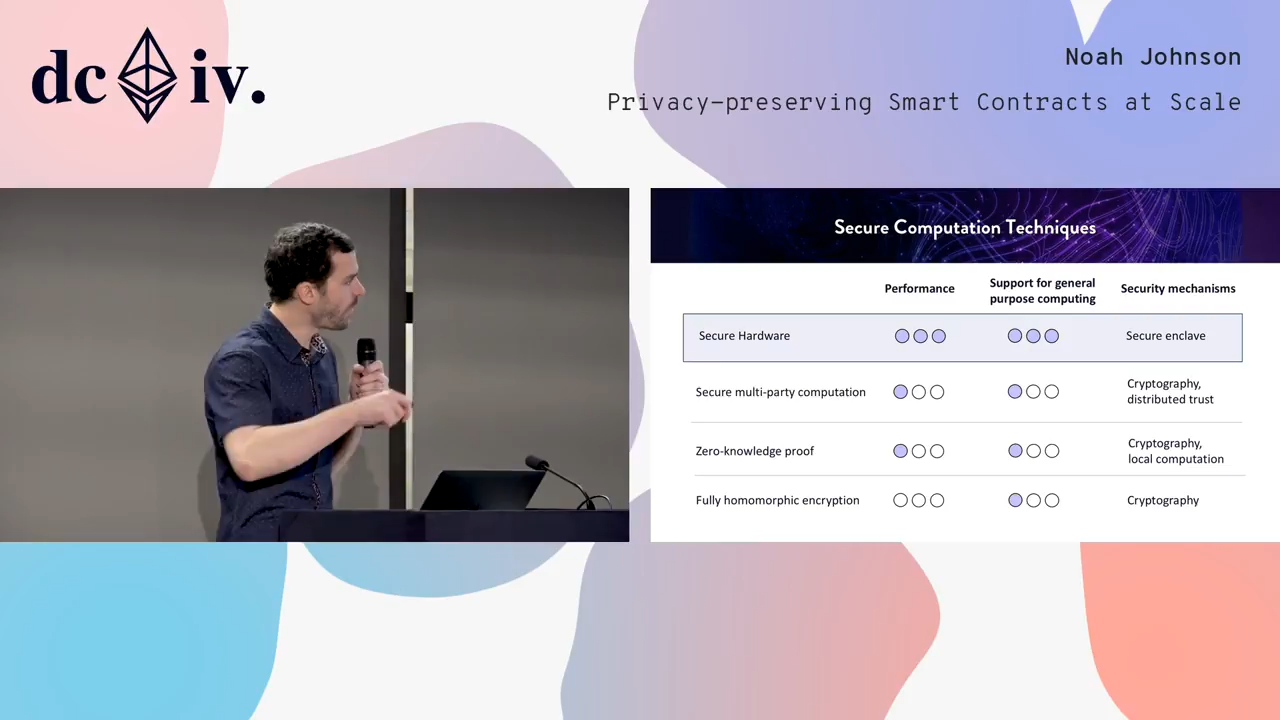 dc iv.
Noah Johnson
Privacy-preserving Smart Contracts at Scale
Secure Computation Techniques
Performance
Support for general
purpose computing
Security mechanisms
Secure Hardware
Secure enclave
Secure multi-party computation
Cryptography,
distributed trust
Zero-knowledge proof
Cryptography,
local computation
Fully homomorphic encryption
Cryptography